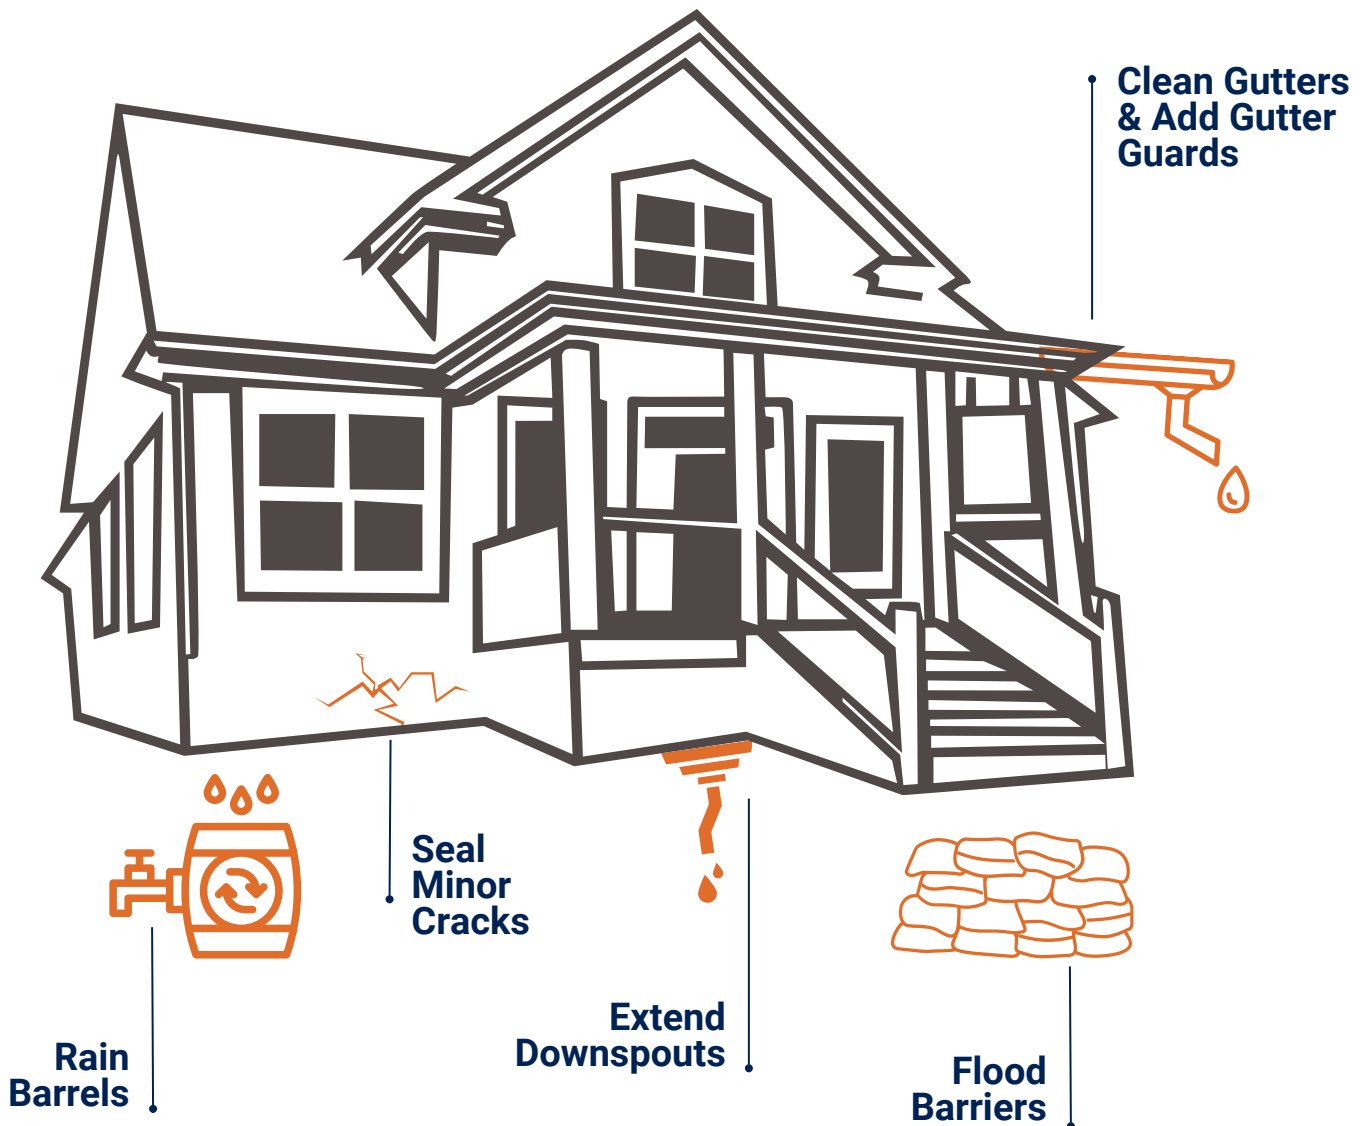 Clean Gutters
& Add Gutter
Guards
Seal
Minor
Cracks
Extend
Downspouts
Rain
Barrels
Flood
Barriers